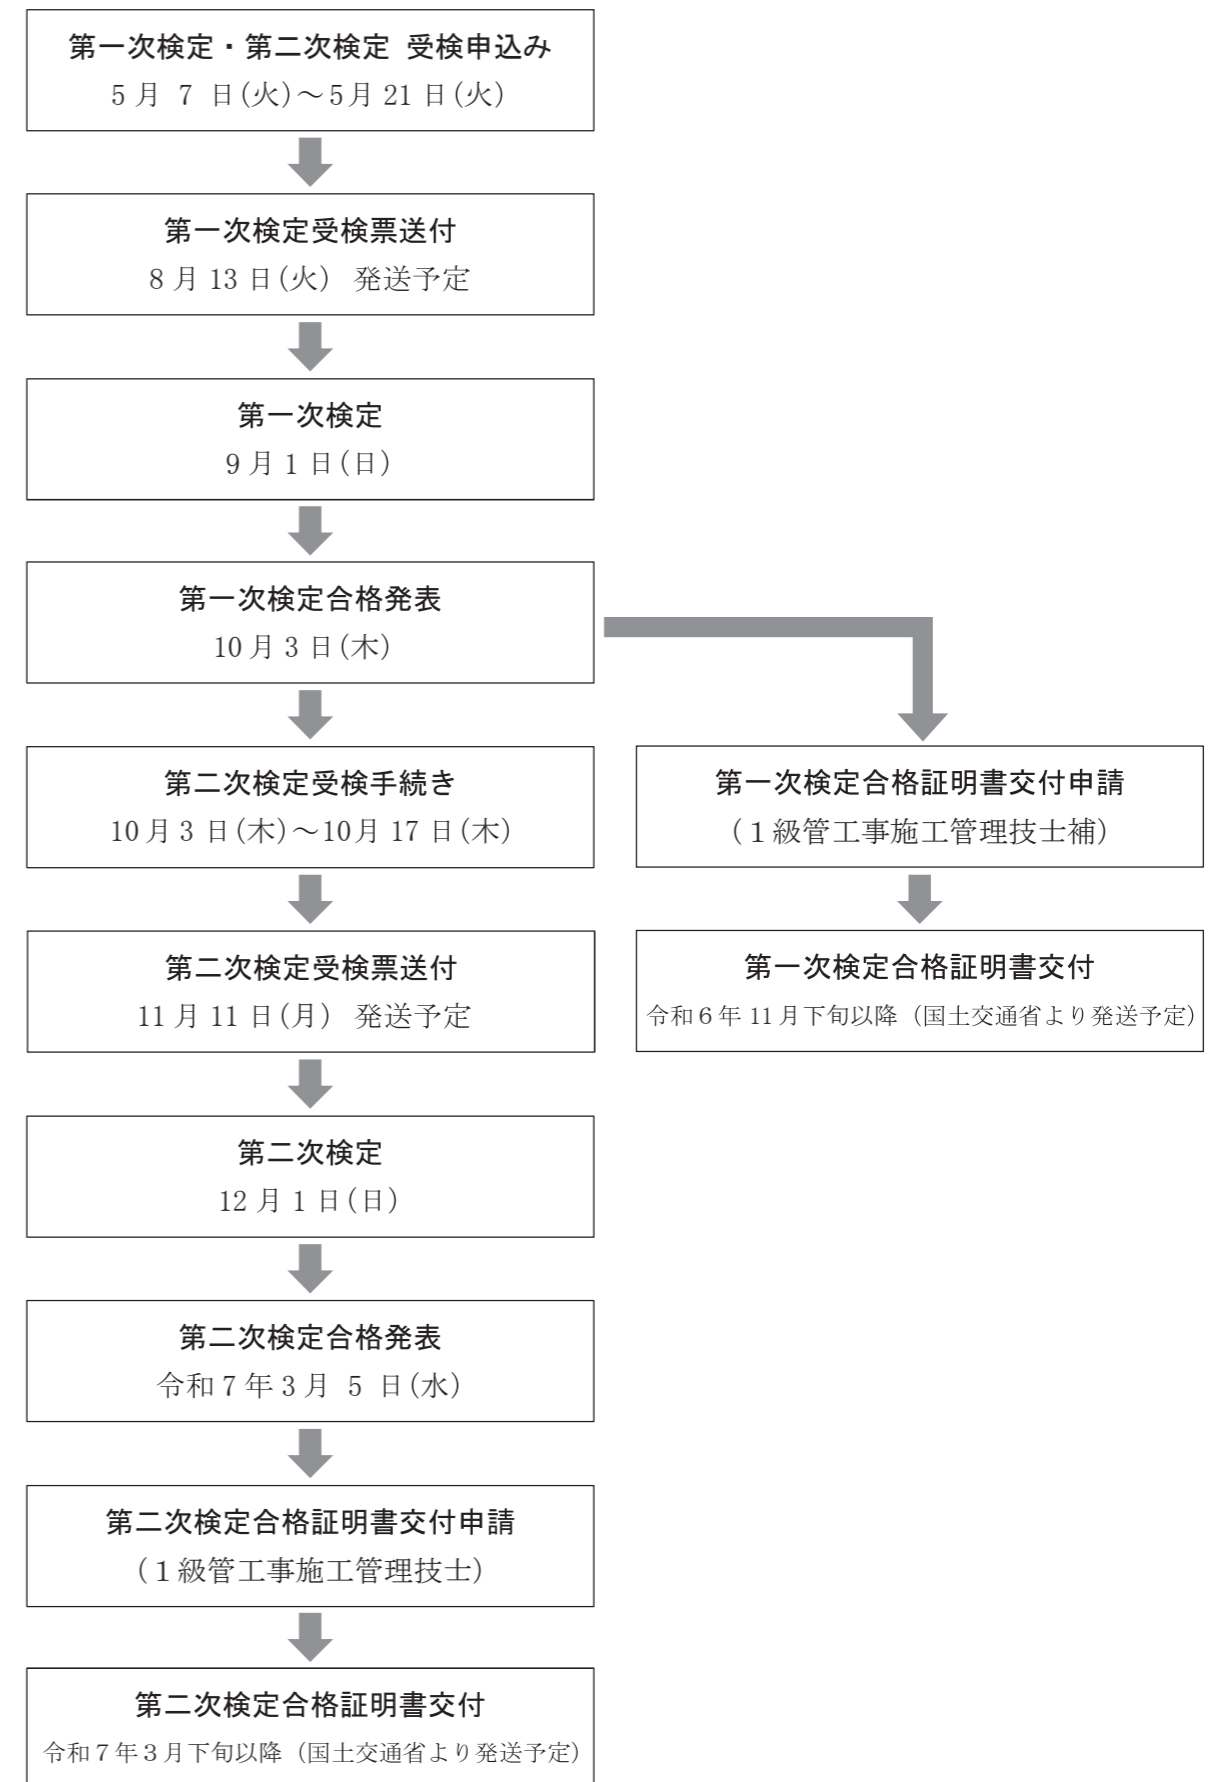 第一次検定・第二次検定 受検申込み
5月 7 日(火)～5月21日(火)
第一次検定受検票送付
8月13日(火) 発送予定
第一次検定
9月1日(日)
第一次検定合格発表
10月3日(木)
第二次検定受検手続き
10月3日(木)～10月17日(木)
第一次検定合格証明書交付申請
(１級管工事施工管理技士補)
第二次検定受検票送付
11月11日(月) 発送予定
第一次検定合格証明書交付
令和６年11月下旬以降 (国土交通省より発送予定)
第二次検定
12月1日(日)
第二次検定合格発表
令和7年3月 5 日(水)
第二次検定合格証明書交付申請
(１級管工事施工管理技士)
第二次検定合格証明書交付
令和７年３月下旬以降 (国土交通省より発送予定)